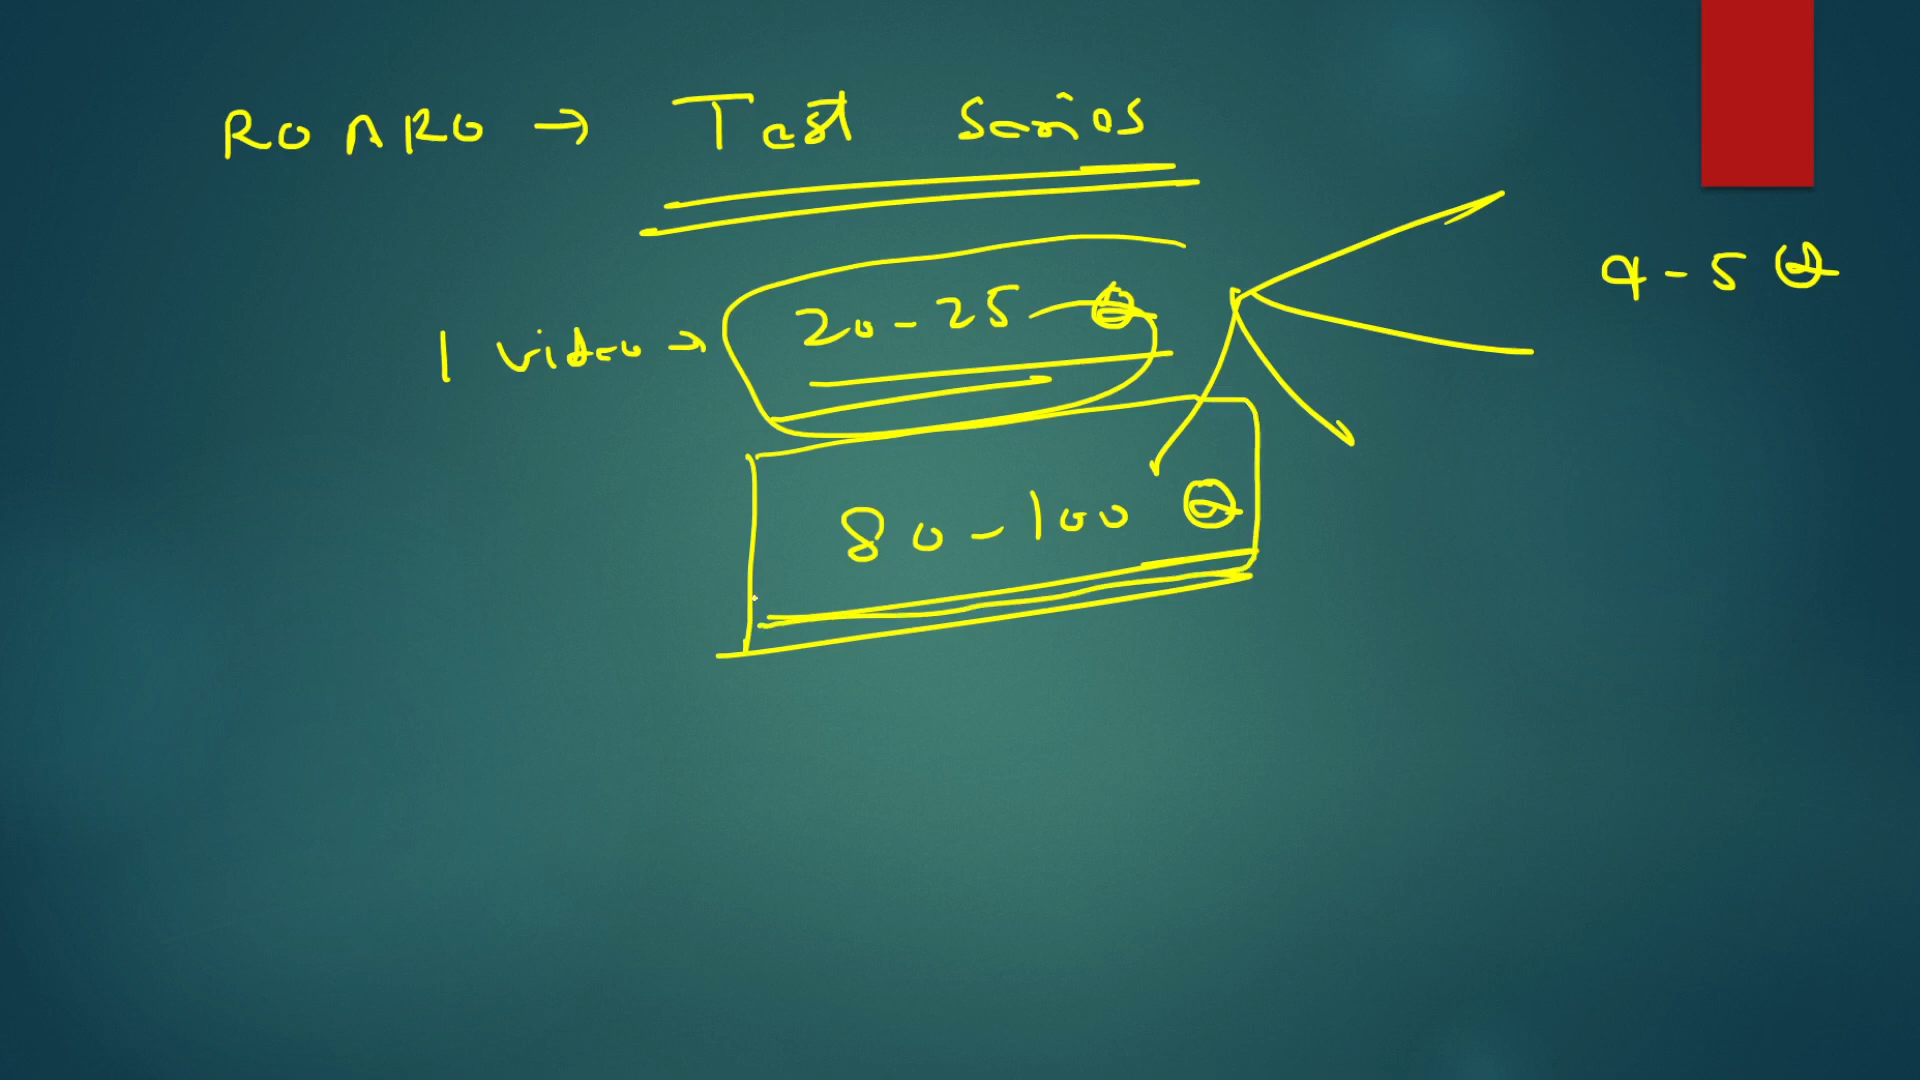 RO ARO → Test Series
1 video → 20-25 Q
4-5 Q
80-100 Q